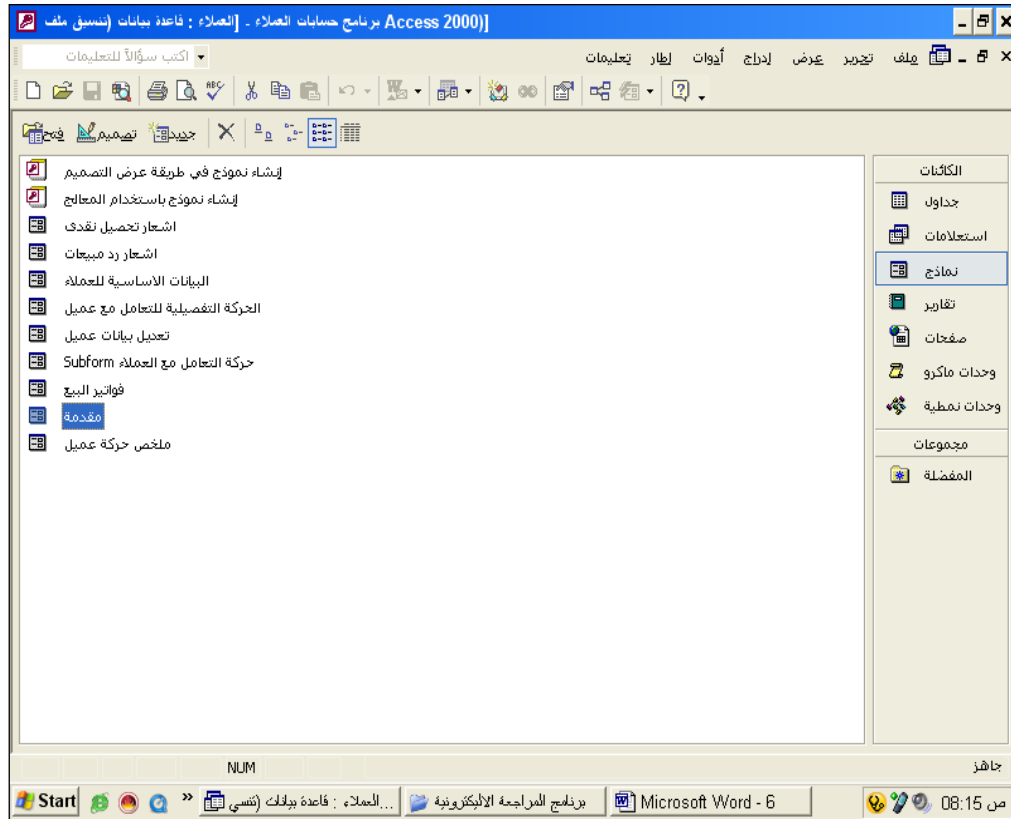 برنامج حسابات العملاء - [العملاء : قاعدة بيانات (تنسيق ملف Access 2000)]
ملف تحرير عرض إدراج أدوات إطار تعليمات
اكتب سؤالاً للتعليمات
فتح تصميم جديد
إنشاء نموذج في طريقة عرض التصميم
إنشاء نموذج باستخدام المعالج
اشعار تحصيل نقدى
اشعار رد مبيعات
البيانات الاساسية للعملاء
الحركة التفصيلية للتعامل مع عميل
تعديل بيانات عميل
حركة التعامل مع العملاء Subform
فواتير البيع
مقدمة
ملخص حركة عميل
الكائنات
جداول
استعلامات
نماذج
تقارير
صفحات
وحدات ماكرو
وحدات نمطية
مجموعات
المفضلة
جاهز
NUM
Start
العملاء : قاعدة بيانات (تنسي...
برنامج المراجعة الاليكترونية
Microsoft Word - 6
08:15 ص